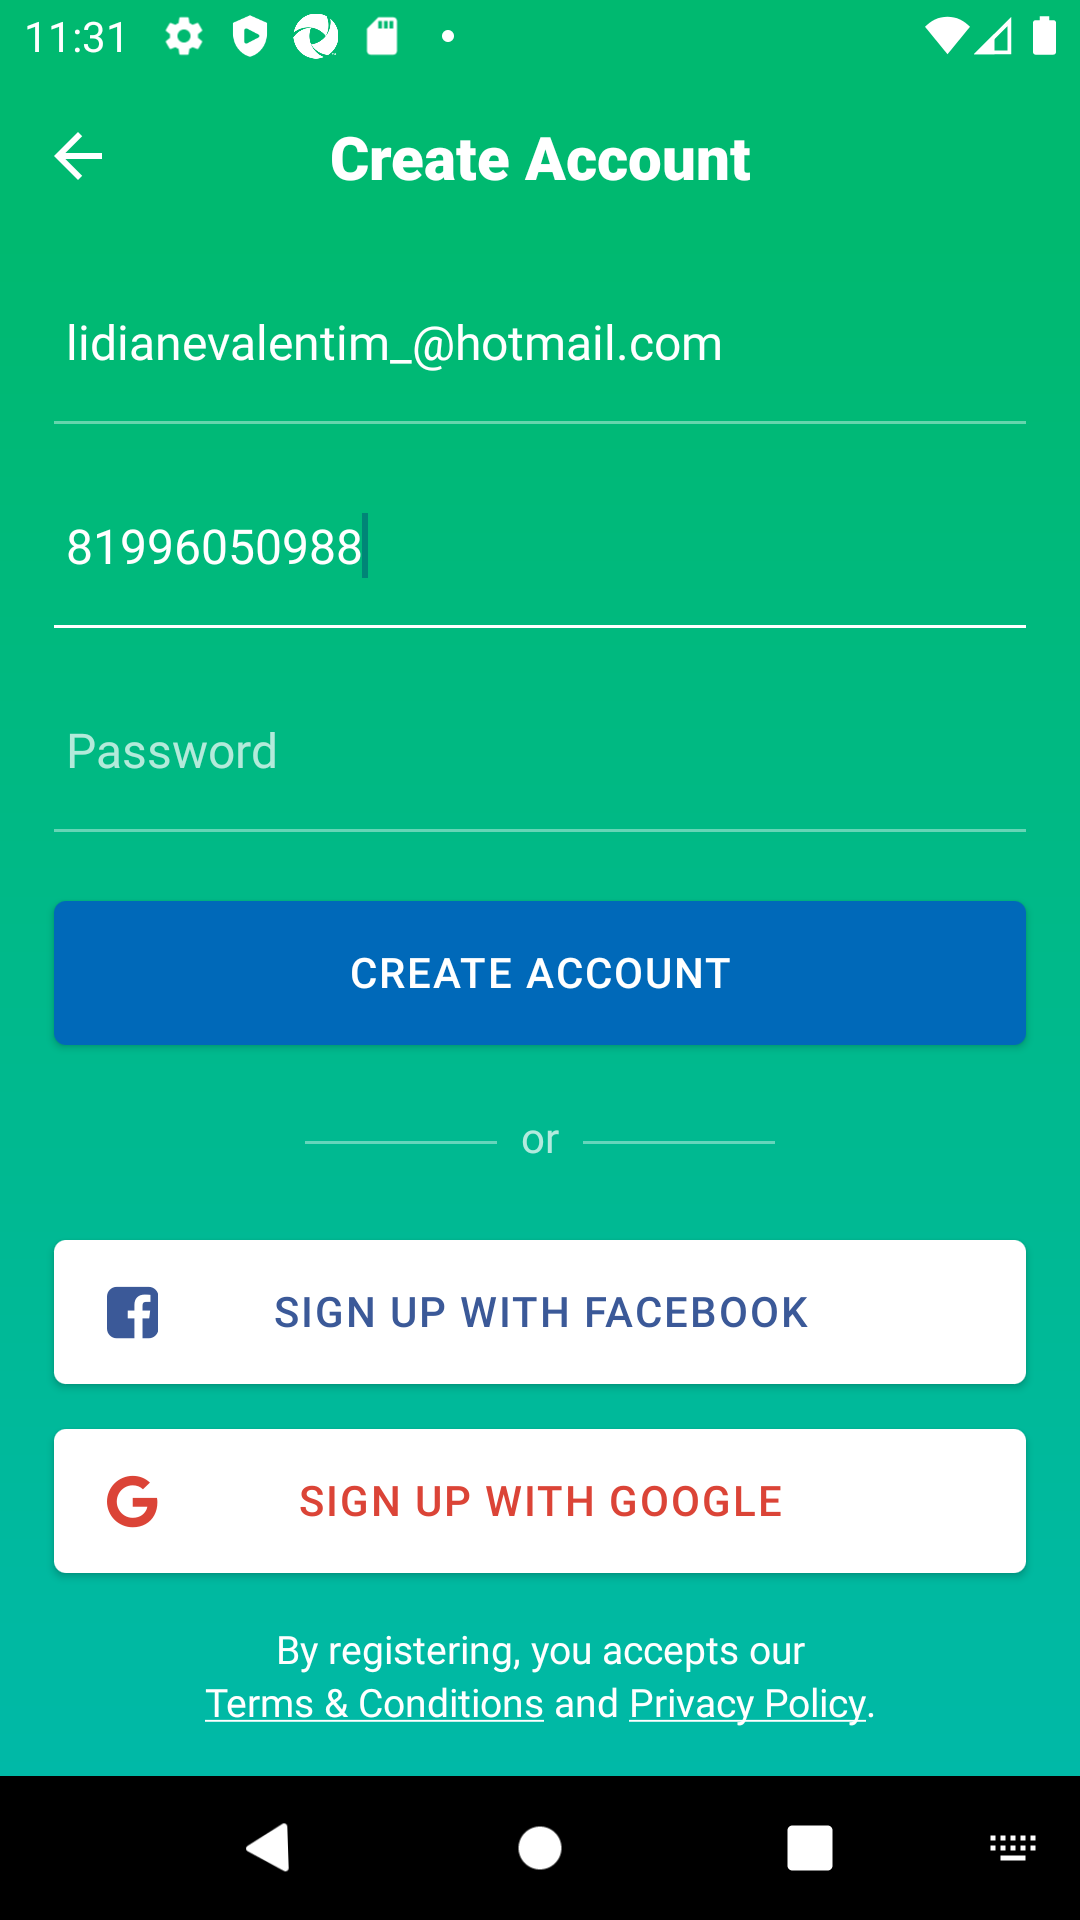 11:31
Create Account
lidianevalentim_@hotmail.com
81996050988
Password
CREATE ACCOUNT
or
SIGN UP WITH FACEBOOK
SIGN UP WITH GOOGLE
By registering, you accepts our
Terms & Conditions and Privacy Policy.